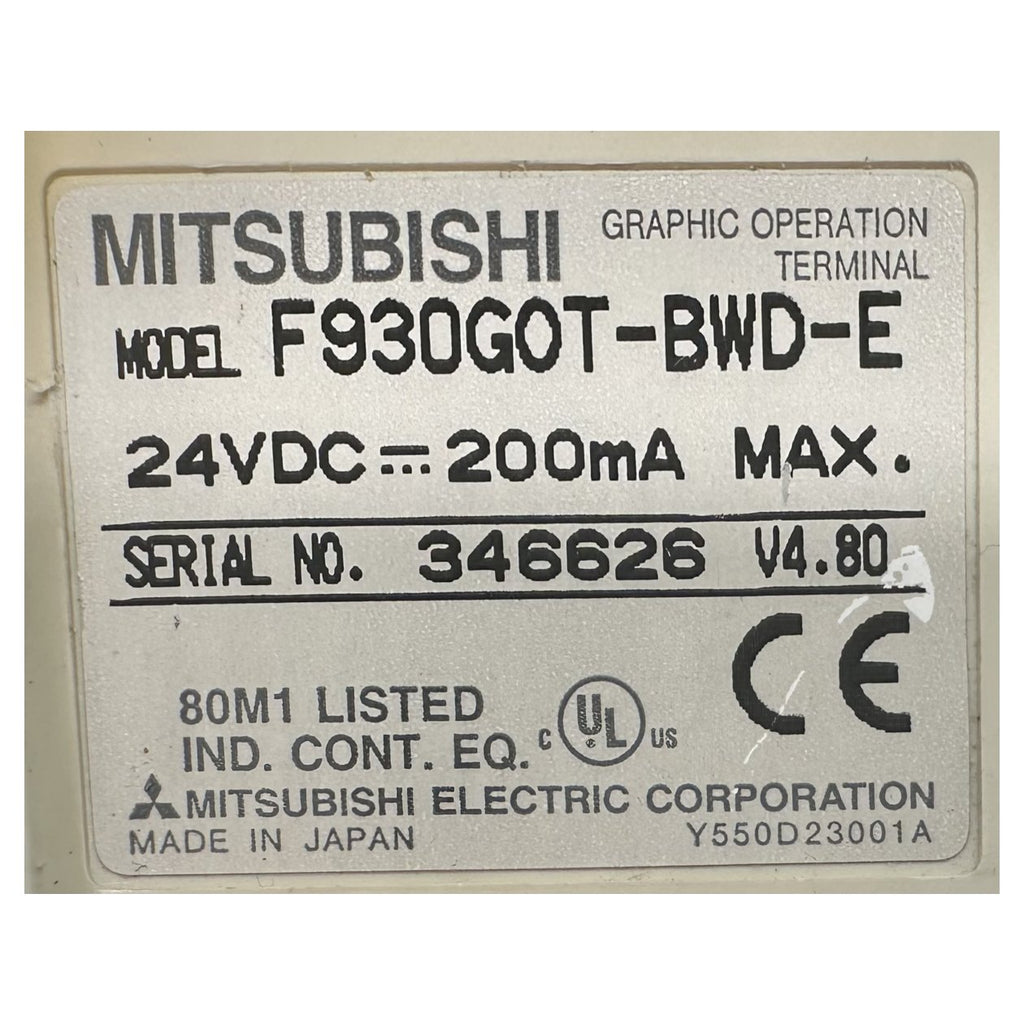 MITSUBISHI GRAPHIC OPERATION
TERMINAL
MODEL F930GOT-BWD-E
24VDC⎓200mA MAX.
SERIAL NO. 346626 V4.80
CE
80M1 LISTED
IND. CONT. EQ. C UL® US
MITSUBISHI ELECTRIC CORPORATION
MADE IN JAPAN Y550D23001A